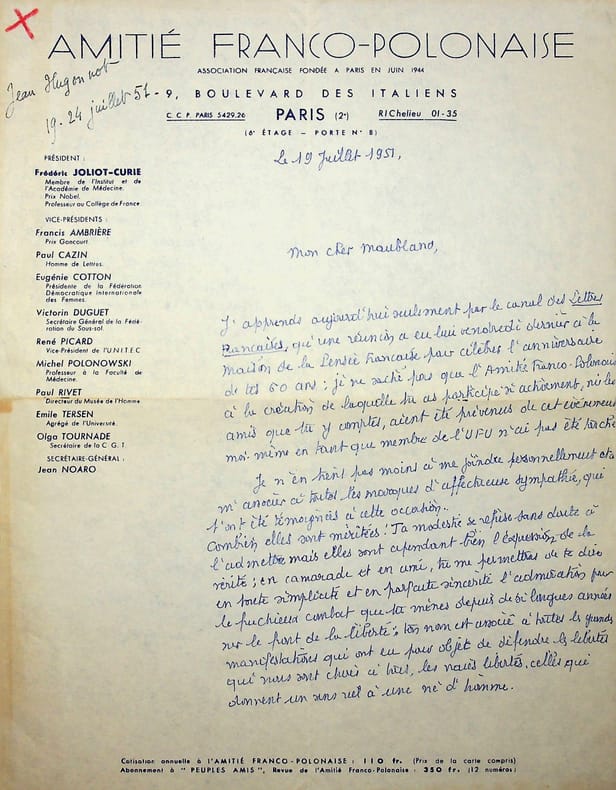 AMITIÉ FRANCO-POLONAISE
ASSOCIATION FRANÇAISE FONDÉE A PARIS EN JUIN 1944
Jean Hugonnot
19-24 juillet 51
9, BOULEVARD DES ITALIENS
C.C.P. PARIS 5429.26
PARIS (2e)
RIChelieu 01-35
(6e ÉTAGE - PORTE N° 8)
Le 19 Juillet 1951,
PRÉSIDENT :
Frédéric JOLIOT-CURIE
Membre de l'Institut et de
l'Académie de Médecine.
Prix Nobel.
Professeur au Collège de France.
VICE-PRÉSIDENTS :
Francis AMBRIÈRE
Prix Goncourt.
Paul CAZIN
Homme de Lettres.
Eugénie COTTON
Présidente de la Fédération
Démocratique Internationale
des Femmes.
Victorin DUGUET
Secrétaire Général de la Fédé-
ration du Sous-sol.
René PICARD
Vice-Président de l'UNITEC
Michel POLONOWSKI
Professeur à la Faculté de
Médecine.
Paul RIVET
Directeur du Musée de l'Homme
Emile TERSEN
Agrégé de l'Université.
Olga TOURNADE
Secrétaire de la C.G.T.
SECRÉTAIRE-GÉNÉRAL :
Jean NOARO
Mon cher Maublanc,
J'apprends aujourd'hui seulement par le canal des Lettres
Françaises, qu'une réunion a eu lieu vendredi dernier à la
maison de la Pensée Française pour célébrer l'anniversaire
de tes 60 ans ; je ne sache pas que l'Amitié Franco-Polonaise
à la création de laquelle tu as participé si activement, ni les
amis que tu y comptes, aient été prévenus de cet événement
moi-même en tant que membre de l'UFU n'ai pas été touché
Je n'en tiens pas moins à me joindre personnellement et à
m'associer à toutes les marques d'affectueuse sympathie, qui
t'ont été témoignées à cette occasion.
Combien elles sont méritées ! Ta modestie se refuse sans doute à
l'admettre mais elles sont cependant bien l'expression de la
vérité ; en camarade et en ami, tu me permettras de te dire
en toute simplicité et en parfaite sincérité l'admiration pour
le combat que tu mènes depuis de si longues années
sur le front de la liberté ; ton nom est associé à toutes les grandes
manifestations qui ont eu pour objet de défendre les libertés
qui nous sont chères à tous, les vraies libertés, celles qui
donnent un sens réel à une vie d'homme.
Cotisation annuelle à l'AMITIÉ FRANCO-POLONAISE : 110 fr. (Prix de la carte compris)
Abonnement à " PEUPLES AMIS ", Revue de l'Amitié Franco-Polonaise : 350 fr. (12 numéros)